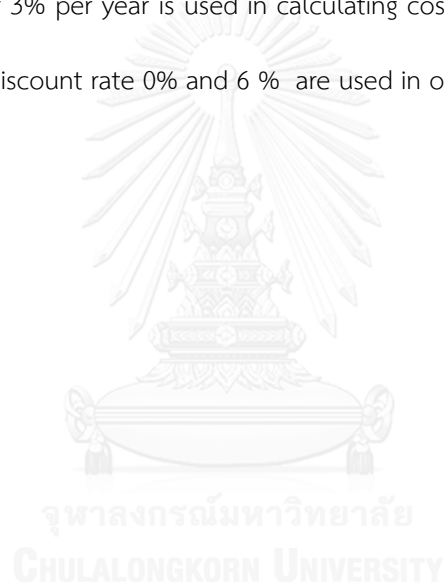 3% per year is used in calculating cos
iscount rate 0% and 6 % are used in o
จุฬาลงกรณ์มหาวิทยาลัย
CHULALONGKORN UNIVERSITY